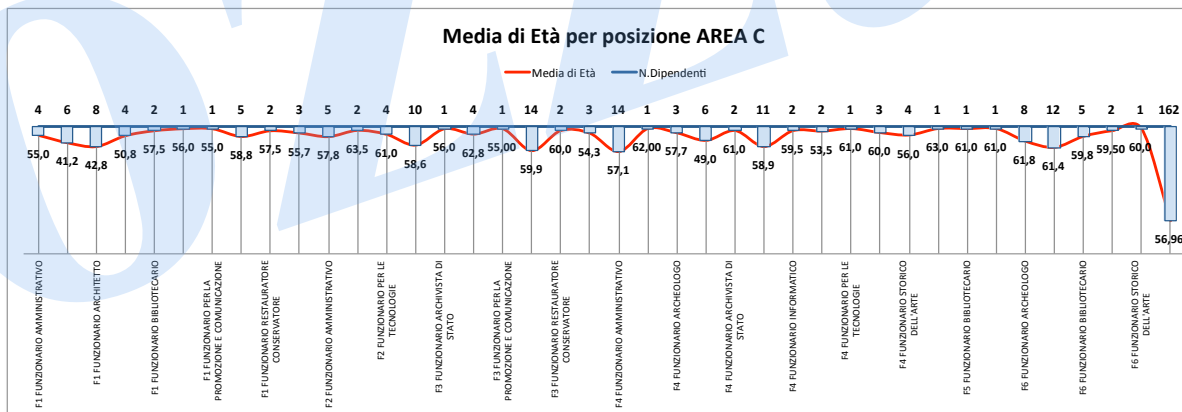 Media di Età per posizione AREA C
Media di Età N.Dipendenti
4 6 8 4 2 1 1 5 2 3 5 2 4 10 1 4 1 14 2 3 14 1 3 6 2 11 2 2 1 3 4 1 1 1 8 12 5 2 1 162
55,0 41,2 42,8 50,8 57,5 56,0 55,0 58,8 57,5 55,7 57,8 63,5 61,0 58,6 56,0 62,8 55,00 59,9 60,0 54,3 57,1 62,00 57,7 49,0 61,0 58,9 59,5 53,5 61,0 60,0 56,0 63,0 61,0 61,0 61,8 61,4 59,8 59,50 60,0 56,96
F1 FUNZIONARIO AMMINISTRATIVO
F1 FUNZIONARIO ARCHITETTO
F1 FUNZIONARIO BIBLIOTECARIO
F1 FUNZIONARIO PER LA
PROMOZIONE E COMUNICAZIONE
F1 FUNZIONARIO RESTAURATORE
CONSERVATORE
F2 FUNZIONARIO AMMINISTRATIVO
F2 FUNZIONARIO PER LE
TECNOLOGIE
F3 FUNZIONARIO ARCHIVISTA DI
STATO
F3 FUNZIONARIO PER LA
PROMOZIONE E COMUNICAZIONE
F3 FUNZIONARIO RESTAURATORE
CONSERVATORE
F4 FUNZIONARIO AMMINISTRATIVO
F4 FUNZIONARIO ARCHEOLOGO
F4 FUNZIONARIO ARCHIVISTA DI
STATO
F4 FUNZIONARIO INFORMATICO
F4 FUNZIONARIO PER LE
TECNOLOGIE
F4 FUNZIONARIO STORICO
DELL'ARTE
F5 FUNZIONARIO BIBLIOTECARIO
F6 FUNZIONARIO ARCHEOLOGO
F6 FUNZIONARIO BIBLIOTECARIO
F6 FUNZIONARIO STORICO
DELL'ARTE